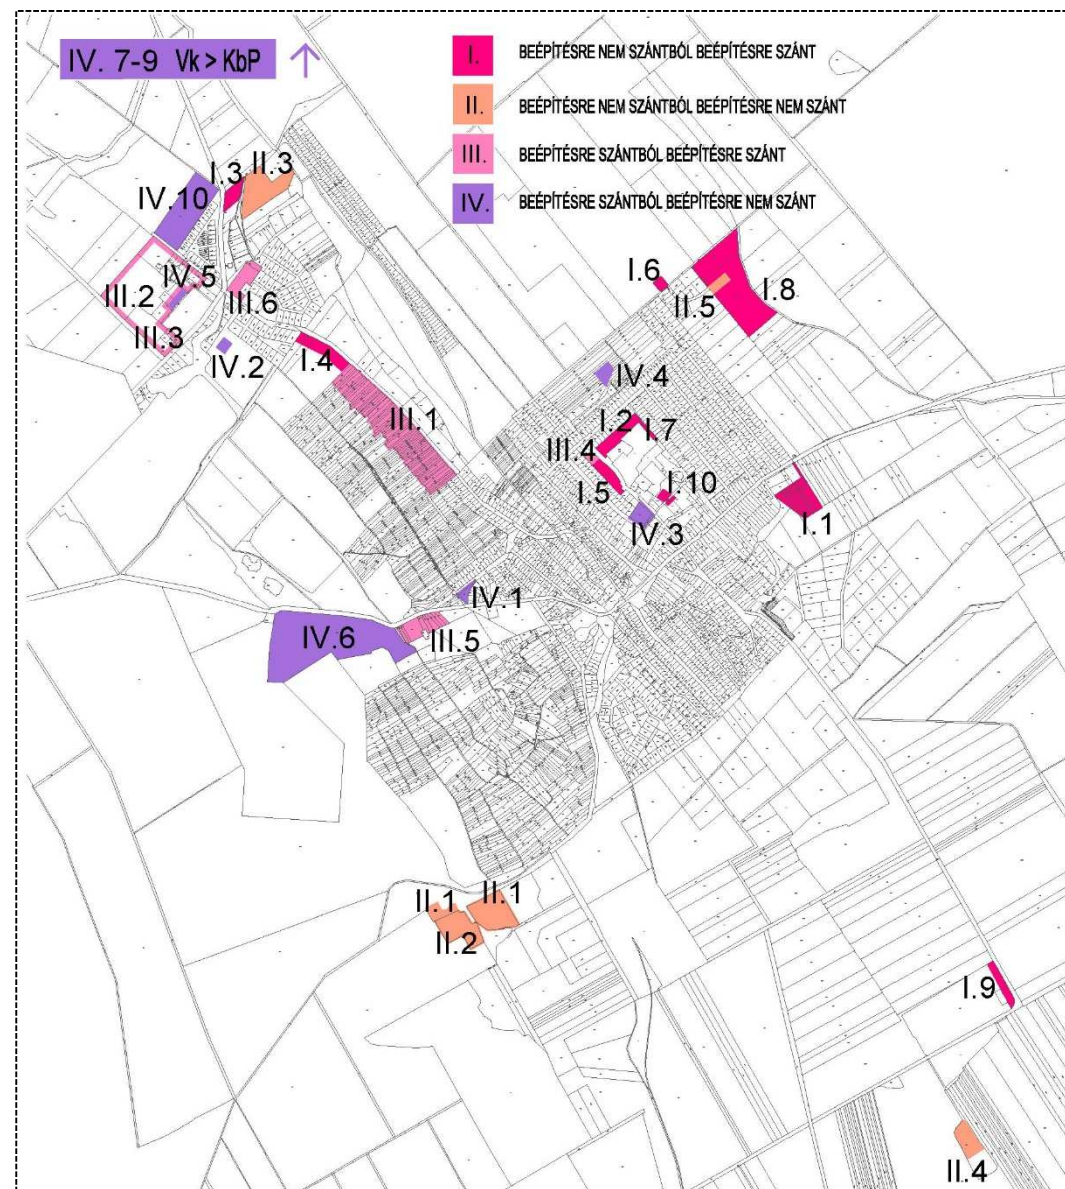 IV. 7-9 Vk > KbP
I. BEÉPÍTÉSRE NEM SZÁNTBÓL BEÉPÍTÉSRE SZÁNT
II. BEÉPÍTÉSRE NEM SZÁNTBÓL BEÉPÍTÉSRE NEM SZÁNT
III. BEÉPÍTÉSRE SZÁNTBÓL BEÉPÍTÉSRE SZÁNT
IV. BEÉPÍTÉSRE SZÁNTBÓL BEÉPÍTÉSRE NEM SZÁNT
II.3
I.3
IV.10
IV.5
III.2
III.6
III.3
IV.2
I.6
II.5
I.8
I.4
IV.4
III.1
I.2
I.7
III.4
I.5
I.10
I.1
IV.3
IV.1
IV.6
III.5
II.1
II.1
II.2
I.9
II.4